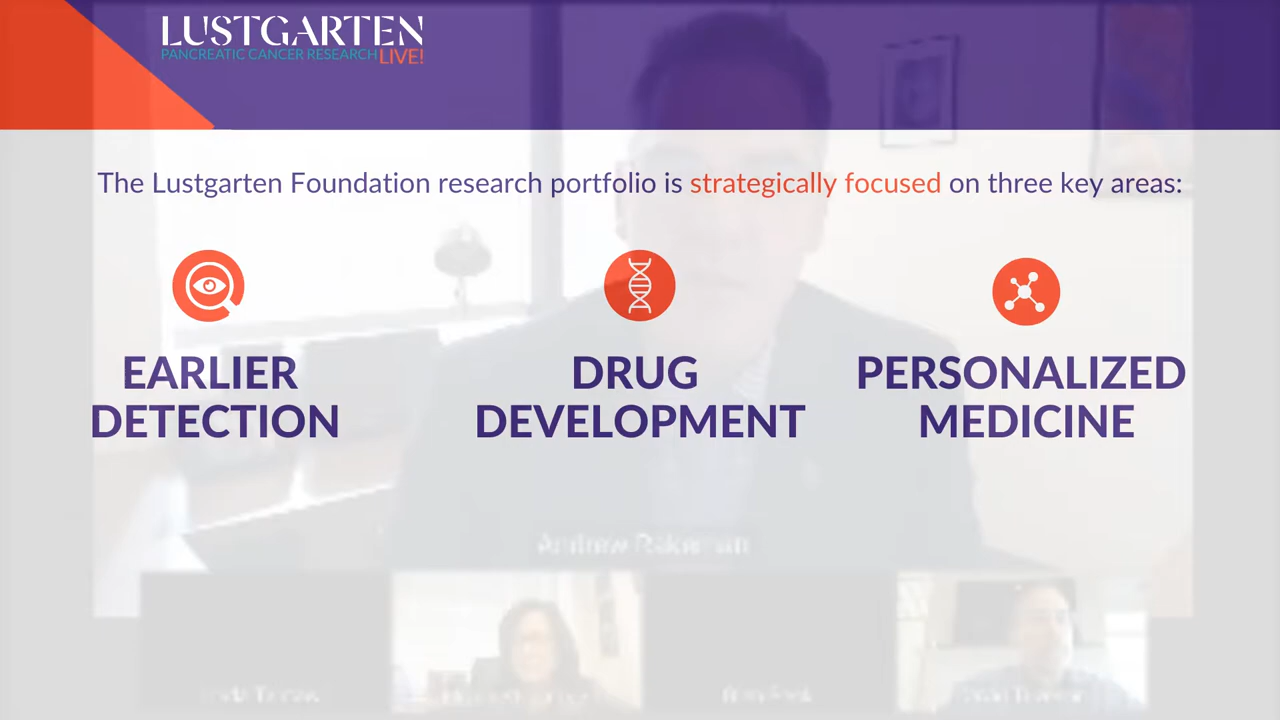 LUSTGARTEN
PANCREATIC CANCER RESEARCH LIVE!
The Lustgarten Foundation research portfolio is strategically focused on three key areas:
EARLIER
DETECTION
DRUG
DEVELOPMENT
PERSONALIZED
MEDICINE
Andrew